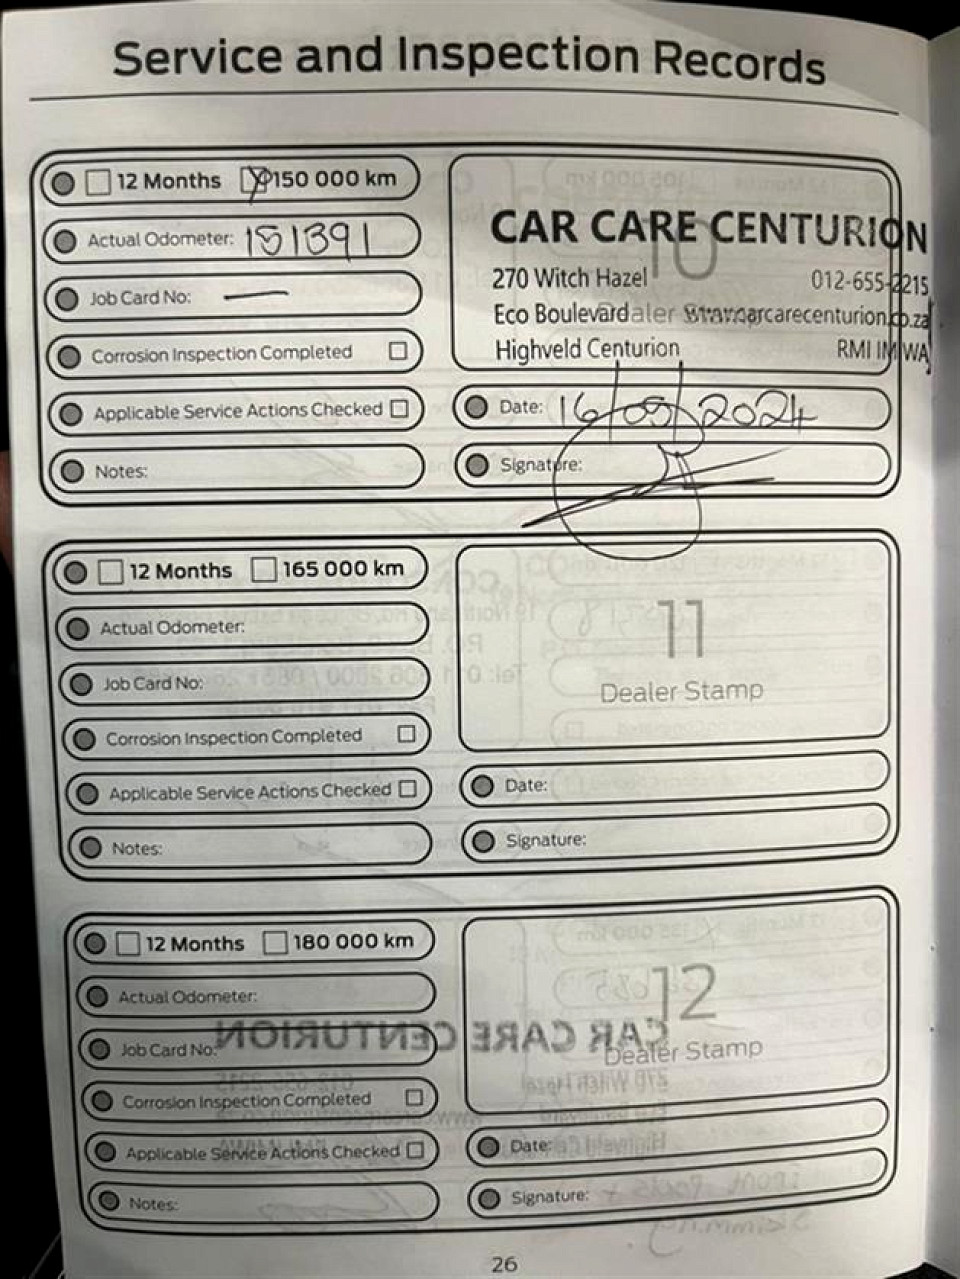 Service and Inspection Records
12 Months 150 000 km
Actual Odometer: 151391
Job Card No: —
Corrosion Inspection Completed
Applicable Service Actions Checked
Notes:
10
CAR CARE CENTURION
270 Witch Hazel 012-655-2215
Eco Boulevard
Highveld Centurion RMI IMWA
Date: 16/05/2024
Signature:
12 Months 165 000 km
Actual Odometer:
Job Card No:
Corrosion Inspection Completed
Applicable Service Actions Checked
Notes:
11
Dealer Stamp
Date:
Signature:
12 Months 180 000 km
Actual Odometer:
Job Card No:
Corrosion Inspection Completed
Applicable Service Actions Checked
Notes:
12
Dealer Stamp
Date:
Signature:
26